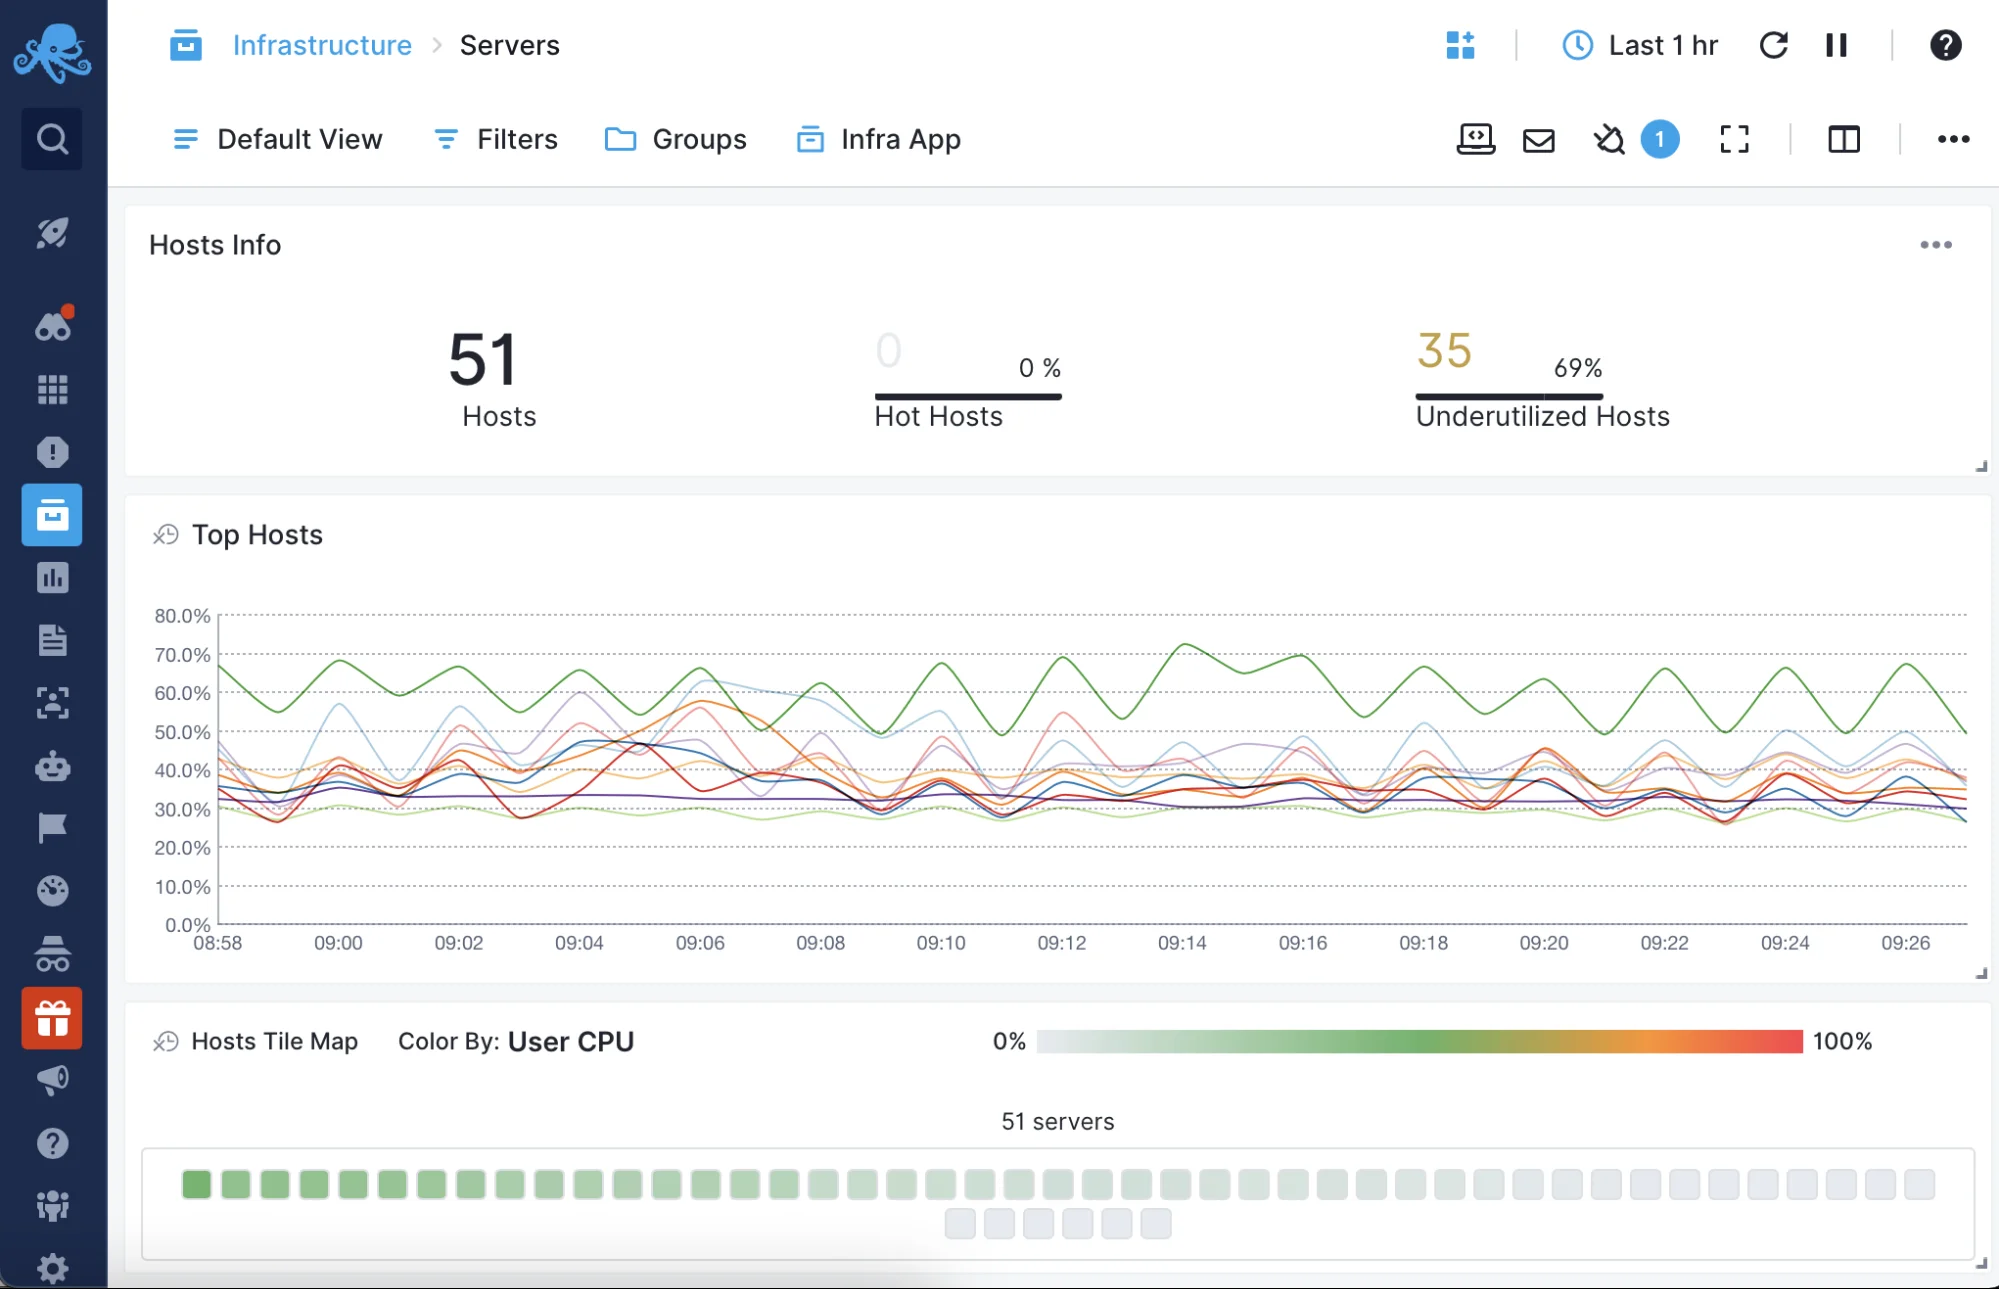 Infrastructure > Servers
Last 1 hr
Default View
Filters
Groups
Infra App
1
Hosts Info
51
Hosts
0
0 %
Hot Hosts
35
69%
Underutilized Hosts
Top Hosts
80.0%
70.0%
60.0%
50.0%
40.0%
30.0%
20.0%
10.0%
0.0%
08:58 09:00 09:02 09:04 09:06 09:08 09:10 09:12 09:14 09:16 09:18 09:20 09:22 09:24 09:26
Hosts Tile Map
Color By: User CPU
0%
100%
51 servers